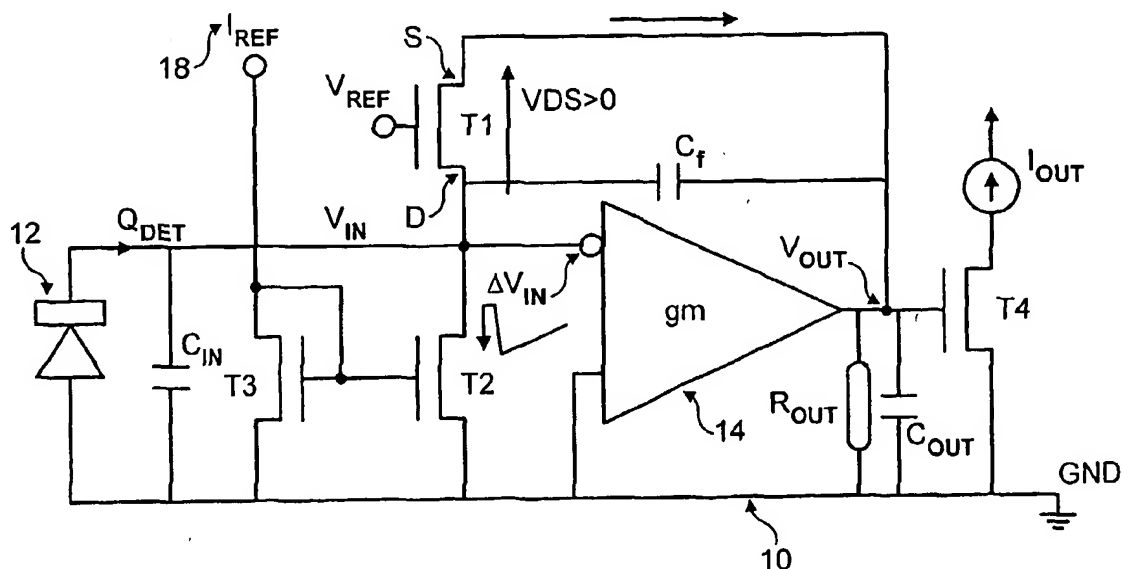 I_REF
18
S
V_REF
T1
VDS>0
C_f
I_OUT
D
12
Q_DET
V_IN
V_OUT
ΔV_IN
gm
T4
C_IN
T3
T2
R_OUT
C_OUT
14
GND
10